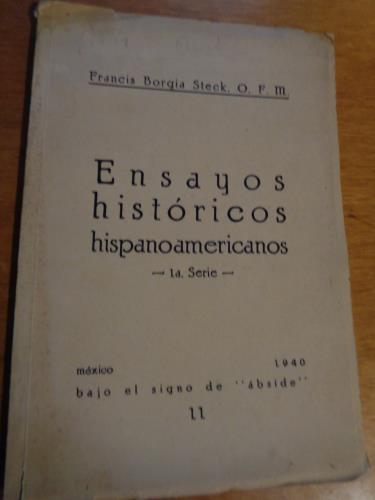 Francis Borgia Steck, O. F. M.
Ensayos
históricos
hispanoamericanos
— 1a. Serie —
méxico 1940
bajo el signo de "ábside"
11